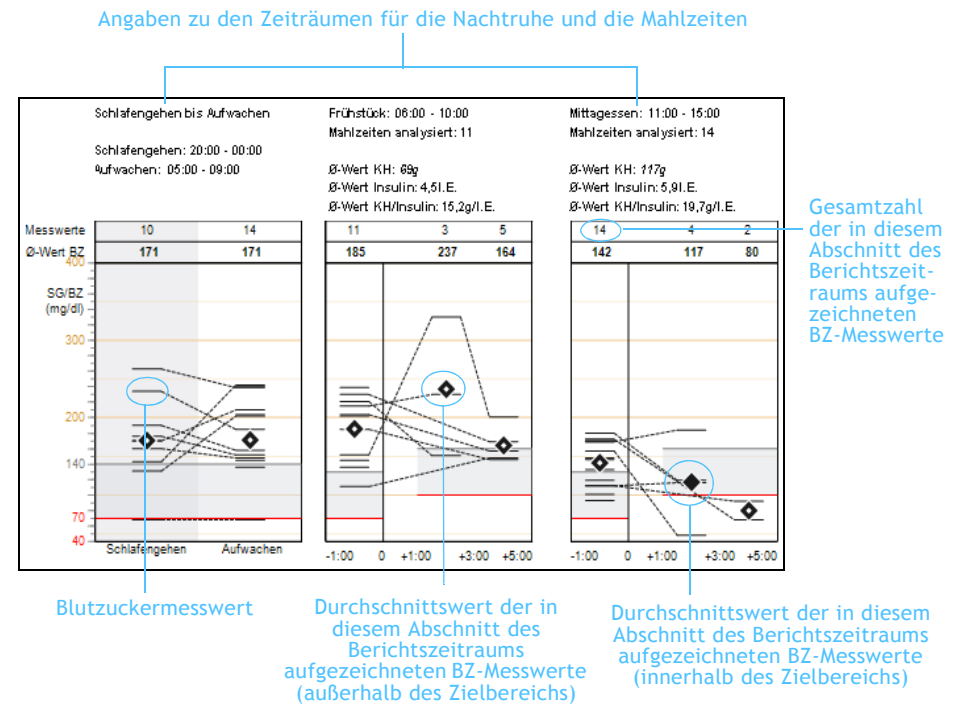 Angaben zu den Zeiträumen für die Nachtruhe und die Mahlzeiten
Schlafengehen bis Aufwachen
Schlafengehen: 20:00 - 00:00
Aufwachen: 05:00 - 09:00
Frühstück: 06:00 - 10:00
Mahlzeiten analysiert: 11
Ø-Wert KH: 69g
Ø-Wert Insulin: 4,5I.E.
Ø-Wert KH/Insulin: 15,2g/I.E.
Mittagessen: 11:00 - 15:00
Mahlzeiten analysiert: 14
Ø-Wert KH: 117g
Ø-Wert Insulin: 5,9I.E.
Ø-Wert KH/Insulin: 19,7g/I.E.
Gesamtzahl
der in diesem
Abschnitt des
Berichtszeit-
raums aufge-
zeichneten
BZ-Messwerte
Messwerte 10 14 11 3 5 14 4 2
Ø-Wert BZ 171 171 185 237 164 142 117 80
400
SG/BZ
(mg/dl)
300
200
140
70
40
Schlafengehen Aufwachen
-1:00 0 +1:00 +3:00 +5:00
-1:00 0 +1:00 +3:00 +5:00
Blutzuckermesswert
Durchschnittswert der in
diesem Abschnitt des
Berichtszeitraums
aufgezeichneten BZ-Messwerte
(außerhalb des Zielbereichs)
Durchschnittswert der in diesem
Abschnitt des Berichtszeitraums
aufgezeichneten BZ-Messwerte
(innerhalb des Zielbereichs)